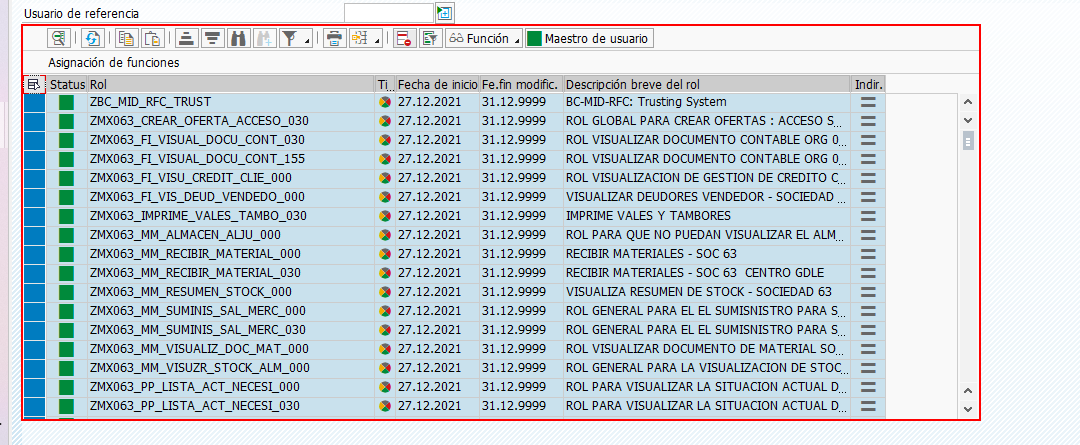 Usuario de referencia
Función Maestro de usuario
Asignación de funciones
Status Rol Ti... Fecha de inicio Fe.fin modific. Descripción breve del rol Indir.
ZBC_MID_RFC_TRUST 27.12.2021 31.12.9999 BC-MID-RFC: Trusting System
ZMX063_CREAR_OFERTA_ACCESO_030 27.12.2021 31.12.9999 ROL GLOBAL PARA CREAR OFERTAS : ACCESO S...
ZMX063_FI_VISUAL_DOCU_CONT_030 27.12.2021 31.12.9999 ROL VISUALIZAR DOCUMENTO CONTABLE ORG 0...
ZMX063_FI_VISUAL_DOCU_CONT_155 27.12.2021 31.12.9999 ROL VISUALIZAR DOCUMENTO CONTABLE ORG 0...
ZMX063_FI_VISU_CREDIT_CLIE_000 27.12.2021 31.12.9999 ROL VISUALIZACION DE GESTION DE CREDITO C...
ZMX063_FI_VIS_DEUD_VENDEDO_000 27.12.2021 31.12.9999 VISUALIZAR DEUDORES VENDEDOR - SOCIEDAD ...
ZMX063_IMPRIME_VALES_TAMBO_030 27.12.2021 31.12.9999 IMPRIME VALES Y TAMBORES
ZMX063_MM_ALMACEN_ALJU_000 27.12.2021 31.12.9999 ROL PARA QUE NO PUEDAN VISUALIZAR EL ALM...
ZMX063_MM_RECIBIR_MATERIAL_000 27.12.2021 31.12.9999 RECIBIR MATERIALES - SOC 63
ZMX063_MM_RECIBIR_MATERIAL_030 27.12.2021 31.12.9999 RECIBIR MATERIALES - SOC 63 CENTRO GDLE
ZMX063_MM_RESUMEN_STOCK_000 27.12.2021 31.12.9999 VISUALIZA RESUMEN DE STOCK - SOCIEDAD 63
ZMX063_MM_SUMINIS_SAL_MERC_000 27.12.2021 31.12.9999 ROL GENERAL PARA EL EL SUMISNISTRO PARA S...
ZMX063_MM_SUMINIS_SAL_MERC_030 27.12.2021 31.12.9999 ROL GENERAL PARA EL EL SUMISNISTRO PARA S...
ZMX063_MM_VISUALIZ_DOC_MAT_000 27.12.2021 31.12.9999 ROL VISUALIZAR DOCUMENTO DE MATERIAL SO...
ZMX063_MM_VISUZR_STOCK_ALM_000 27.12.2021 31.12.9999 ROL GENERAL PARA LA VISUALIZACION DE STOC...
ZMX063_PP_LISTA_ACT_NECESI_000 27.12.2021 31.12.9999 ROL PARA VISUALIZAR LA SITUACION ACTUAL D...
ZMX063_PP_LISTA_ACT_NECESI_030 27.12.2021 31.12.9999 ROL PARA VISUALIZAR LA SITUACION ACTUAL D...